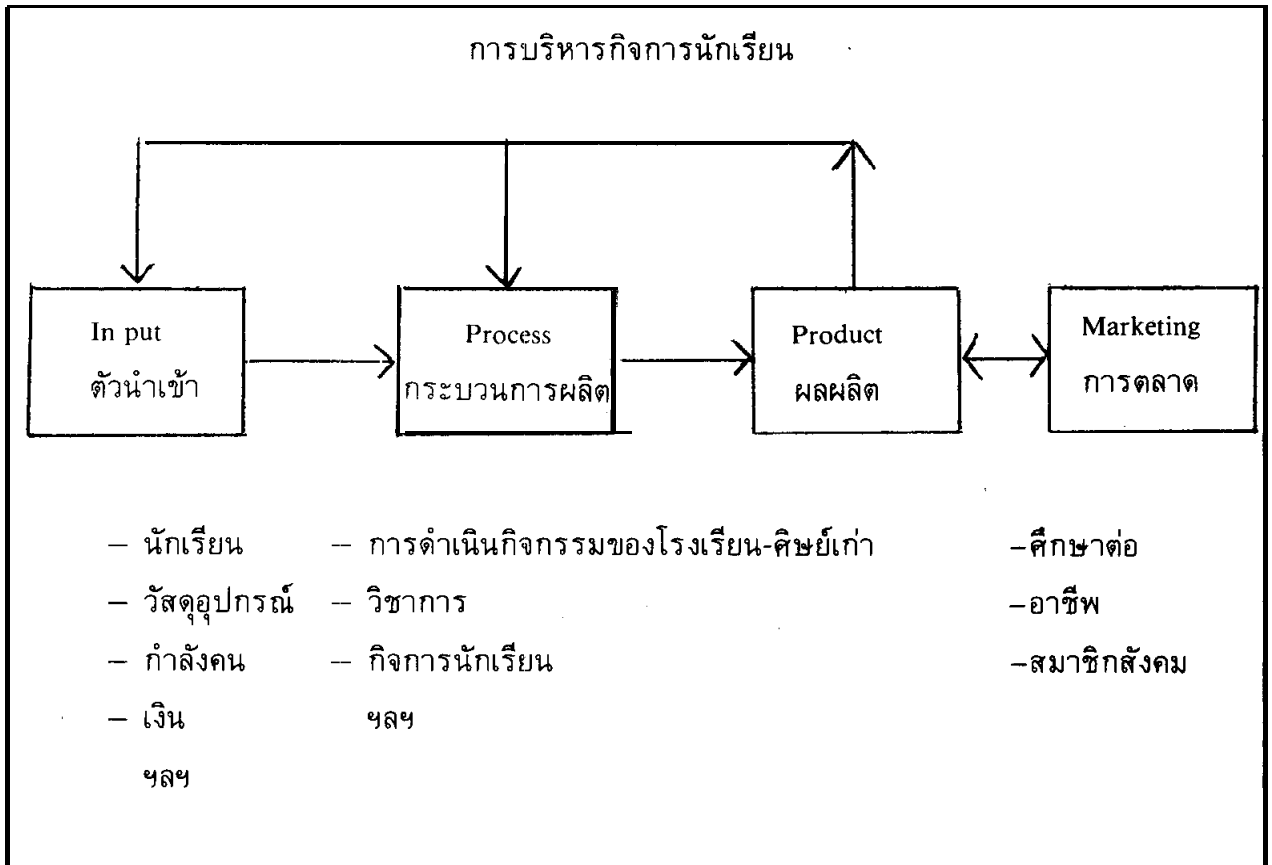 การบริหารกิจการนักเรียน
In put
ตัวนำเข้า
Process
กระบวนการผลิต
Product
ผลผลิต
Marketing
การตลาด
– นักเรียน
– วัสดุอุปกรณ์
– กำลังคน
– เงิน
ฯลฯ
-- การดำเนินกิจกรรมของโรงเรียน-ศิษย์เก่า
-- วิชาการ
-- กิจการนักเรียน
ฯลฯ
–ศึกษาต่อ
–อาชีพ
–สมาชิกสังคม